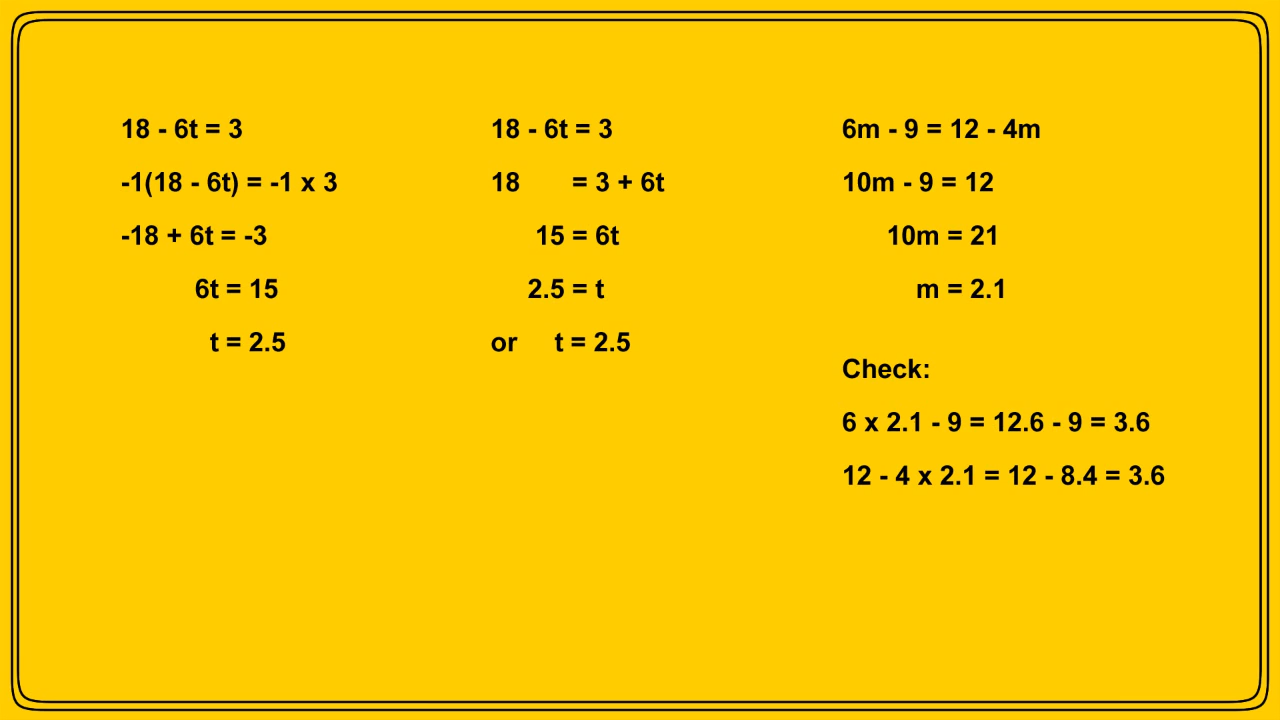 18 - 6t = 3
-1(18 - 6t) = -1 x 3
-18 + 6t = -3
6t = 15
t = 2.5
18 - 6t = 3
18 = 3 + 6t
15 = 6t
2.5 = t
or t = 2.5
6m - 9 = 12 - 4m
10m - 9 = 12
10m = 21
m = 2.1
Check:
6 x 2.1 - 9 = 12.6 - 9 = 3.6
12 - 4 x 2.1 = 12 - 8.4 = 3.6